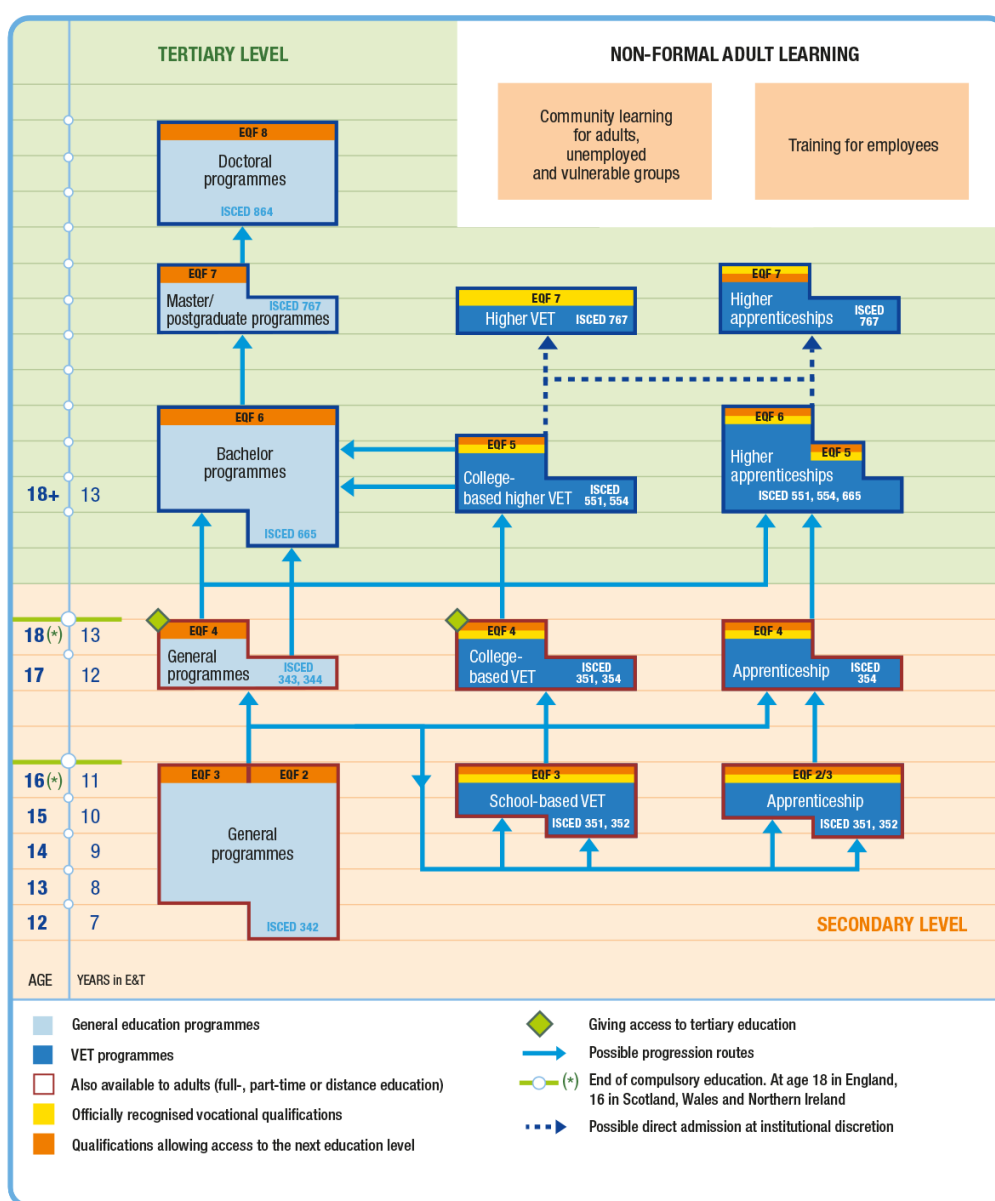 TERTIARY LEVEL
NON-FORMAL ADULT LEARNING
Community learning
for adults,
unemployed
and vulnerable groups
Training for employees
EQF 8
Doctoral
programmes
ISCED 864
EQF 7
Master/
postgraduate programmes
ISCED 767
EQF 7
Higher VET
ISCED 767
EQF 7
Higher
apprenticeships
ISCED
767
EQF 6
Bachelor
programmes
ISCED 665
EQF 5
College-
based higher VET
ISCED
551, 554
EQF 6
EQF 5
Higher
apprenticeships
ISCED 551, 554, 665
18+ 13
18 (*) 13
17 12
EQF 4
General
programmes
ISCED
343, 344
EQF 4
College-
based VET
ISCED
351, 354
EQF 4
Apprenticeship
ISCED
354
16 (*) 11
15 10
14 9
13 8
12 7
EQF 3
EQF 2
General
programmes
ISCED 342
EQF 3
School-based VET
ISCED 351, 352
EQF 2/3
Apprenticeship
ISCED 351, 352
SECONDARY LEVEL
AGE
YEARS in E&T
General education programmes
VET programmes
Also available to adults (full-, part-time or distance education)
Officially recognised vocational qualifications
Qualifications allowing access to the next education level
Giving access to tertiary education
Possible progression routes
(*) End of compulsory education. At age 18 in England,
16 in Scotland, Wales and Northern Ireland
Possible direct admission at institutional discretion